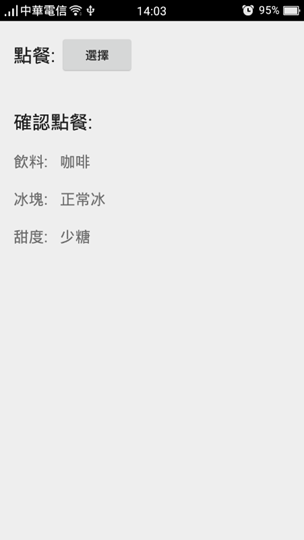 中華電信 14:03 95%
點餐: 選擇
確認點餐:
飲料: 咖啡
冰塊: 正常冰
甜度: 少糖